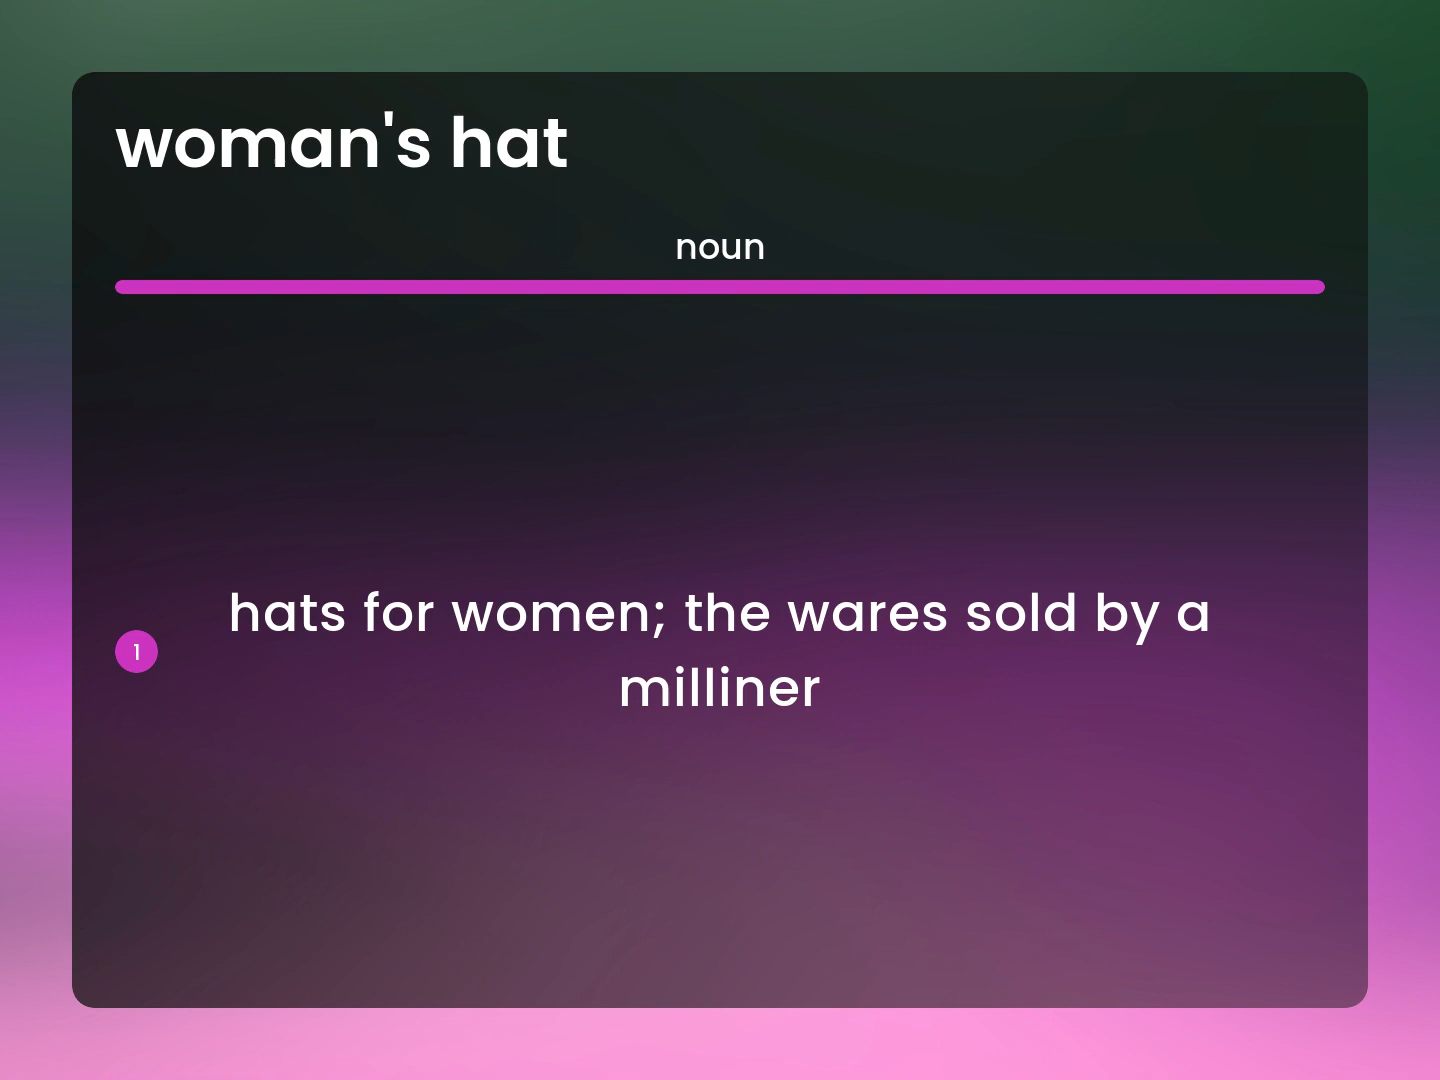 woman's hat
noun
1
hats for women; the wares sold by a
milliner